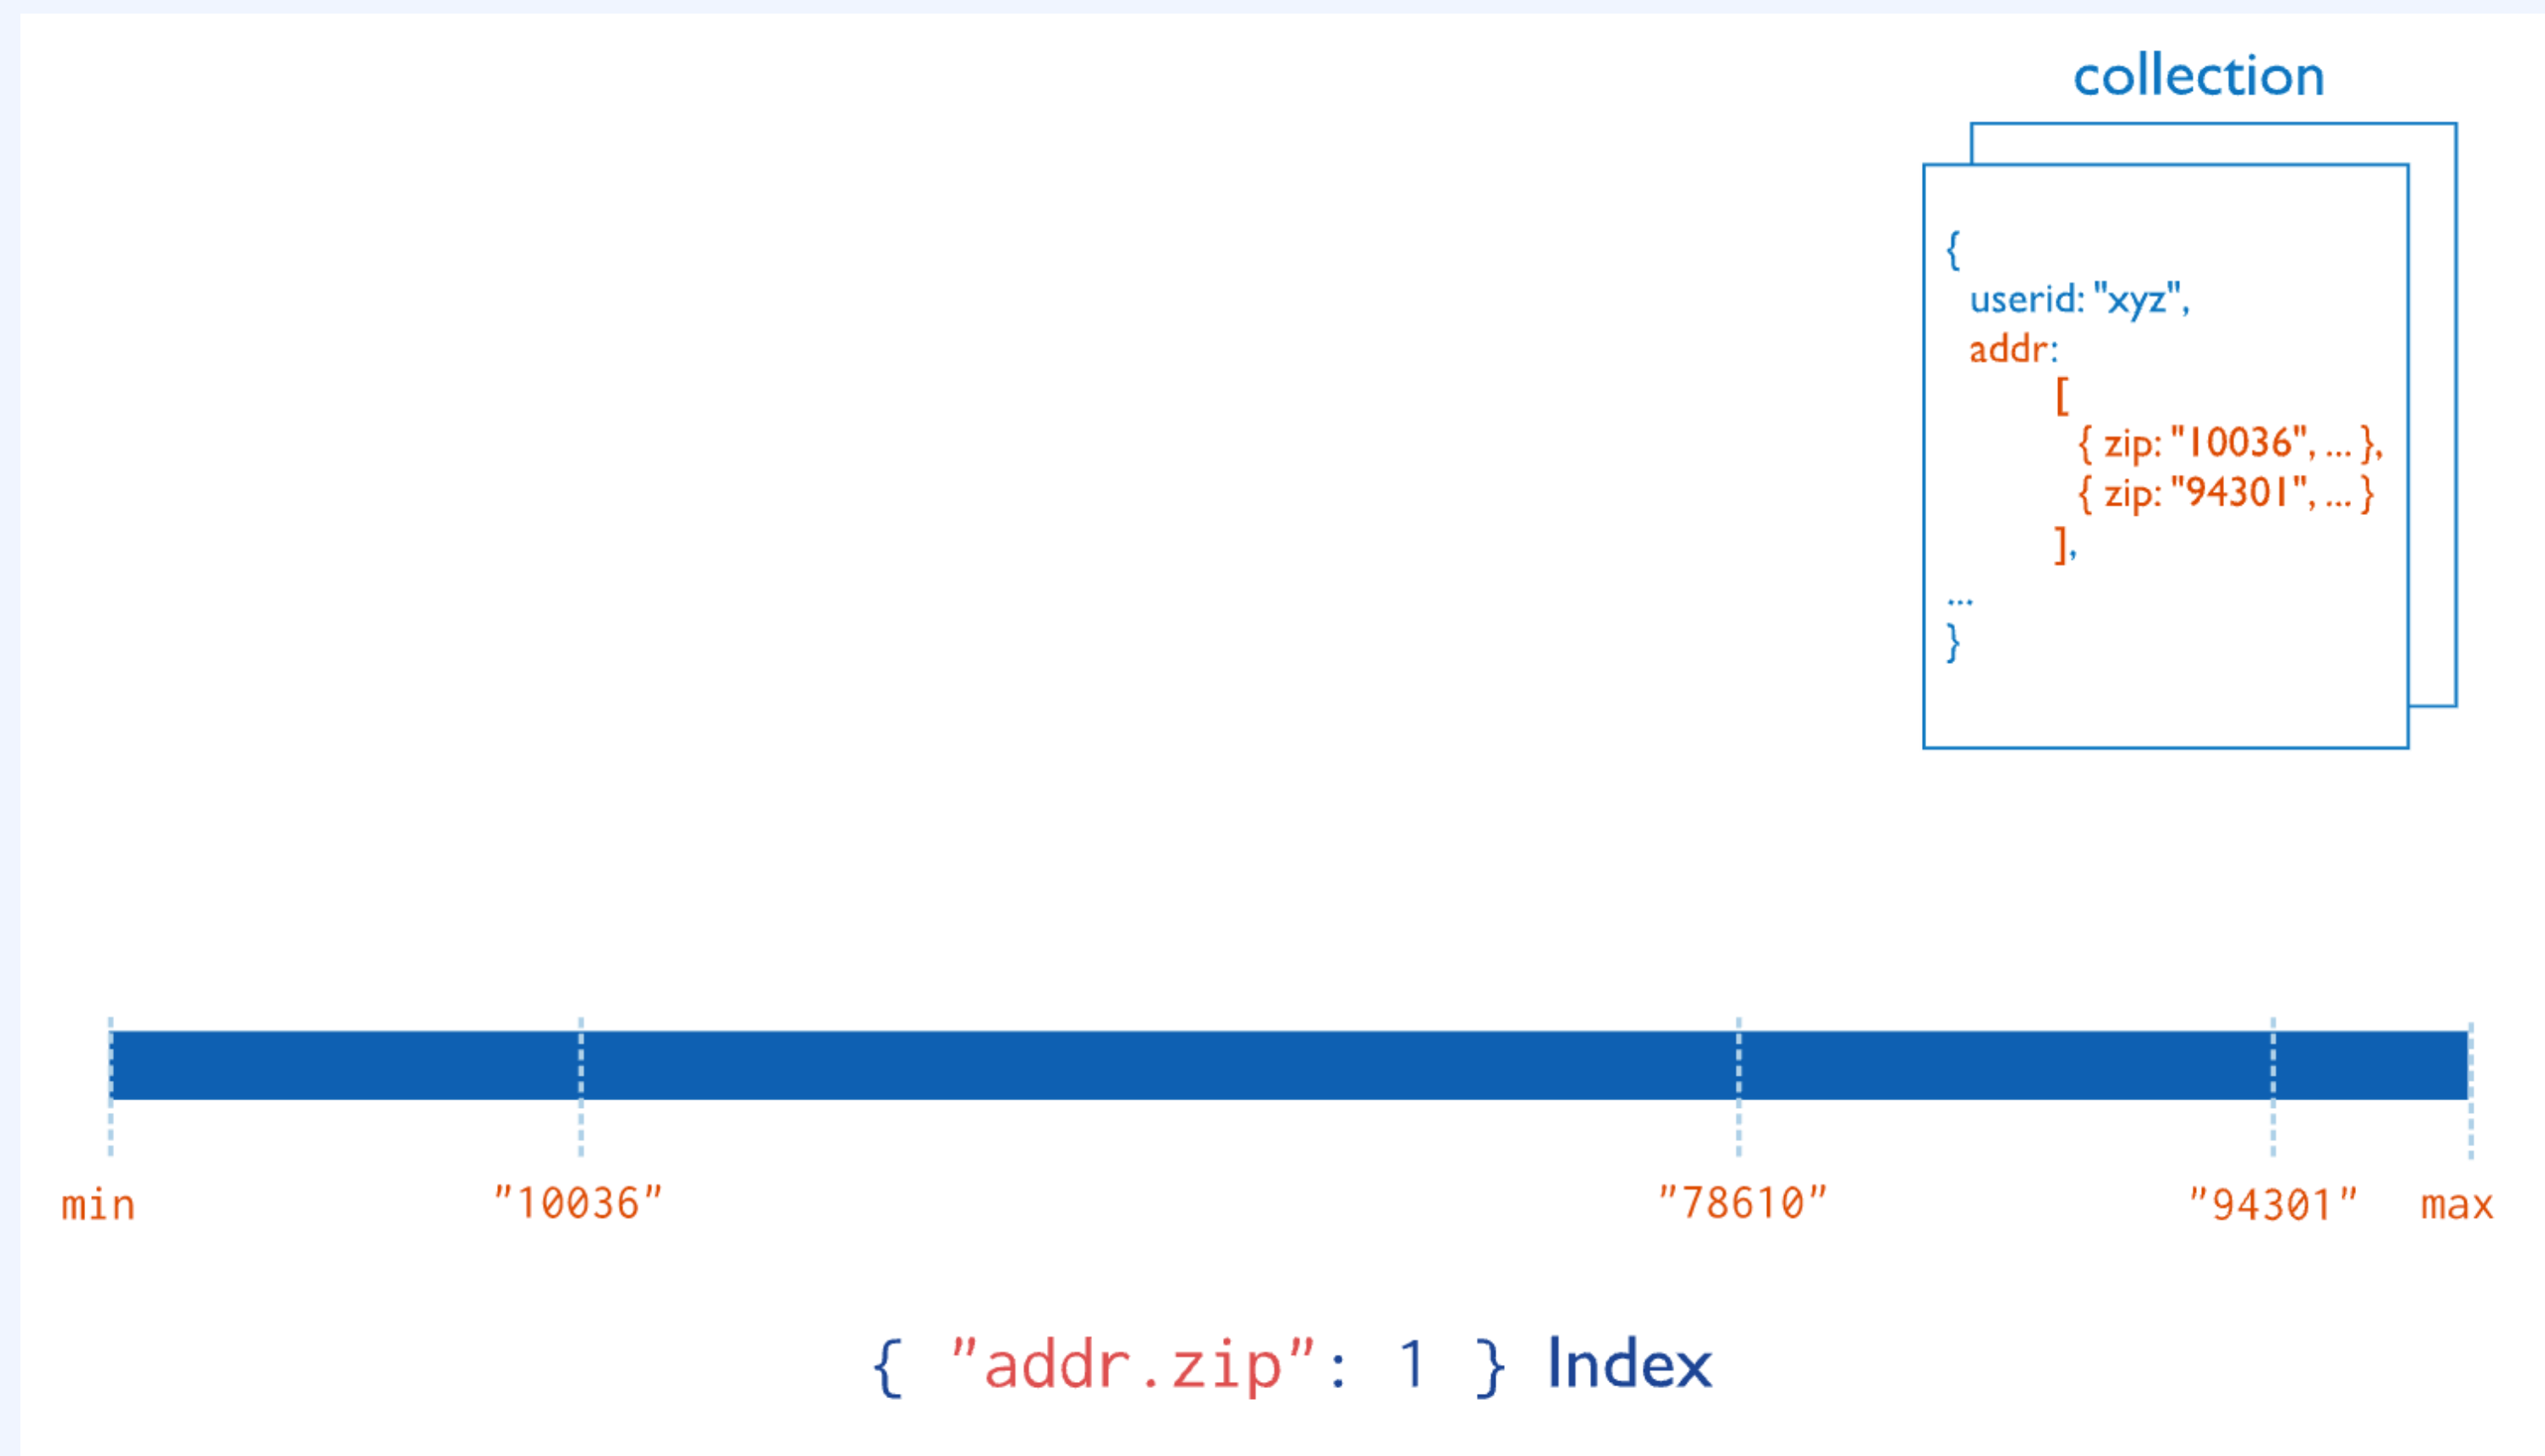 collection
{
userid: "xyz",
addr:
[
{ zip: "10036", ... },
{ zip: "94301", ... }
],
...
}
min "10036" "78610" "94301" max
{ "addr.zip": 1 } Index